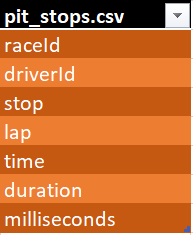 pit_stops.csv
raceId
driverId
stop
lap
time
duration
milliseconds